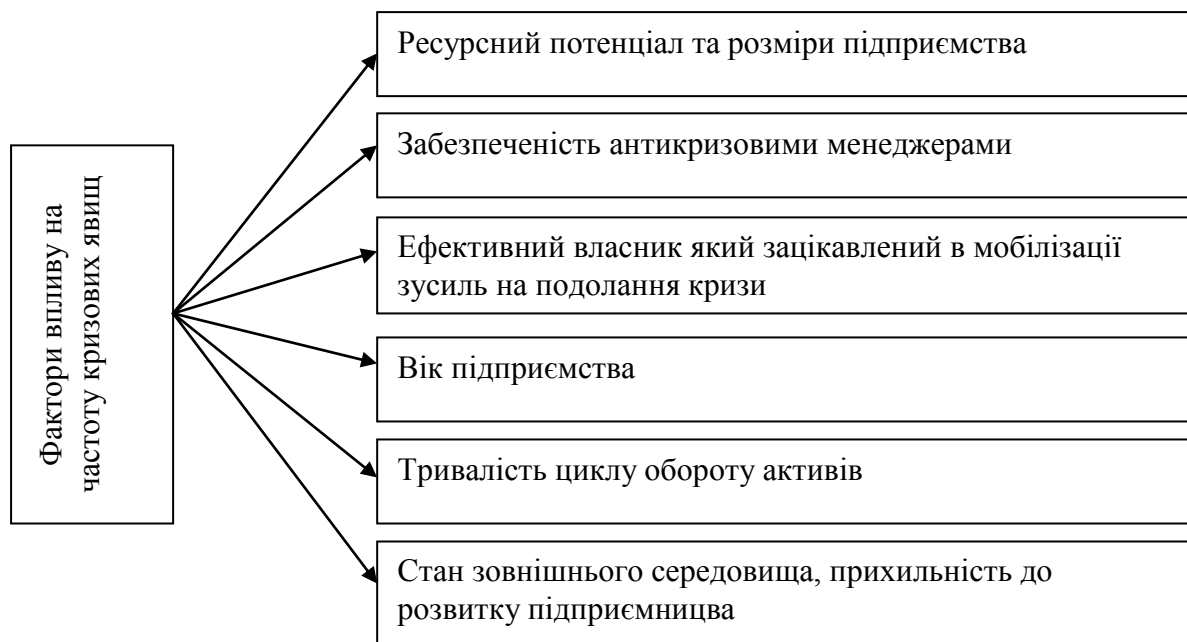 Фактори впливу на
частоту кризових явищ
Ресурсний потенціал та розміри підприємства
Забезпеченість антикризовими менеджерами
Ефективний власник який зацікавлений в мобілізації
зусиль на подолання кризи
Вік підприємства
Тривалість циклу обороту активів
Стан зовнішнього середовища, прихильність до
розвитку підприємницва